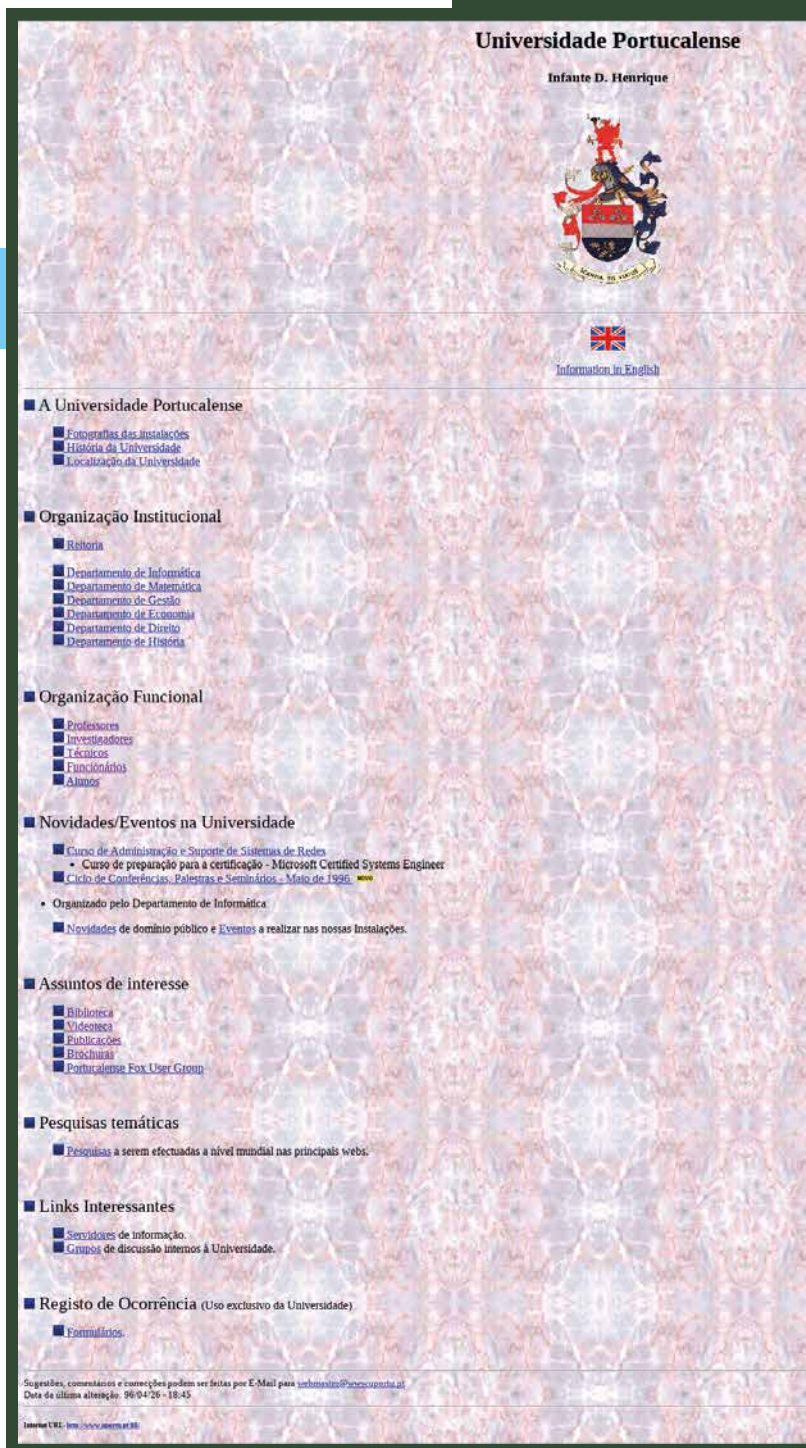 Universidade Portucalense
Infante D. Henrique
Information in English
A Universidade Portucalense
Fotografias das instalações
História da Universidade
Localização da Universidade
Organização Institucional
Reitoria
Departamento de Informática
Departamento de Matemática
Departamento de Gestão
Departamento de Economia
Departamento de Direito
Departamento de História
Organização Funcional
Professores
Investigadores
Técnicos
Funcionários
Alunos
Novidades/Eventos na Universidade
Curso de Administração e Suporte de Sistemas de Redes
• Curso de preparação para a certificação - Microsoft Certified Systems Engineer
Ciclo de Conferências, Palestras e Seminários - Maio de 1996 NOVO
• Organizado pelo Departamento de Informática
Novidades de domínio público e Eventos a realizar nas nossas Instalações.
Assuntos de interesse
Biblioteca
Videoteca
Publicações
Brochuras
Portucalense Fox User Group
Pesquisas temáticas
Pesquisas a serem efectuadas a nível mundial nas principais webs.
Links Interessantes
Servidores de informação.
Grupos de discussão internos à Universidade.
Registo de Ocorrência (Uso exclusivo da Universidade)
Formulários.
Sugestões, comentários e correcções podem ser feitas por E-Mail para
Data da última alteração: 96/04/26 - 18:45
Internet URL-